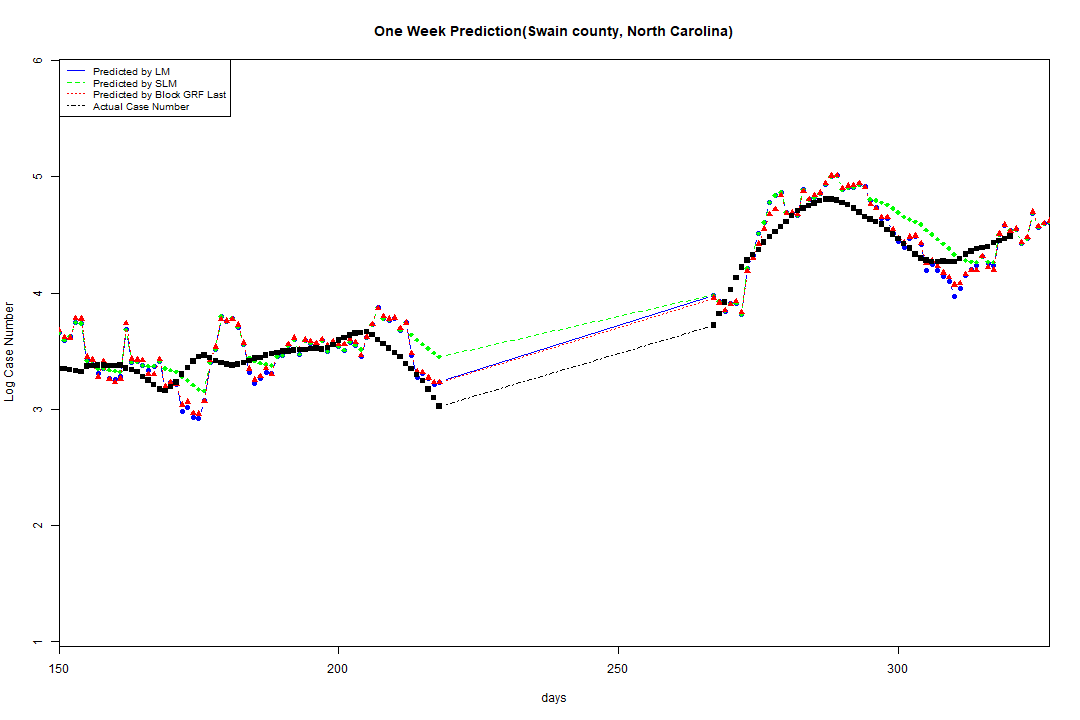 One Week Prediction(Swain county, North Carolina)
Predicted by LM
Predicted by SLM
Predicted by Block GRF Last
Actual Case Number
Log Case Number
6
5
4
3
2
1
150
200
250
300
days